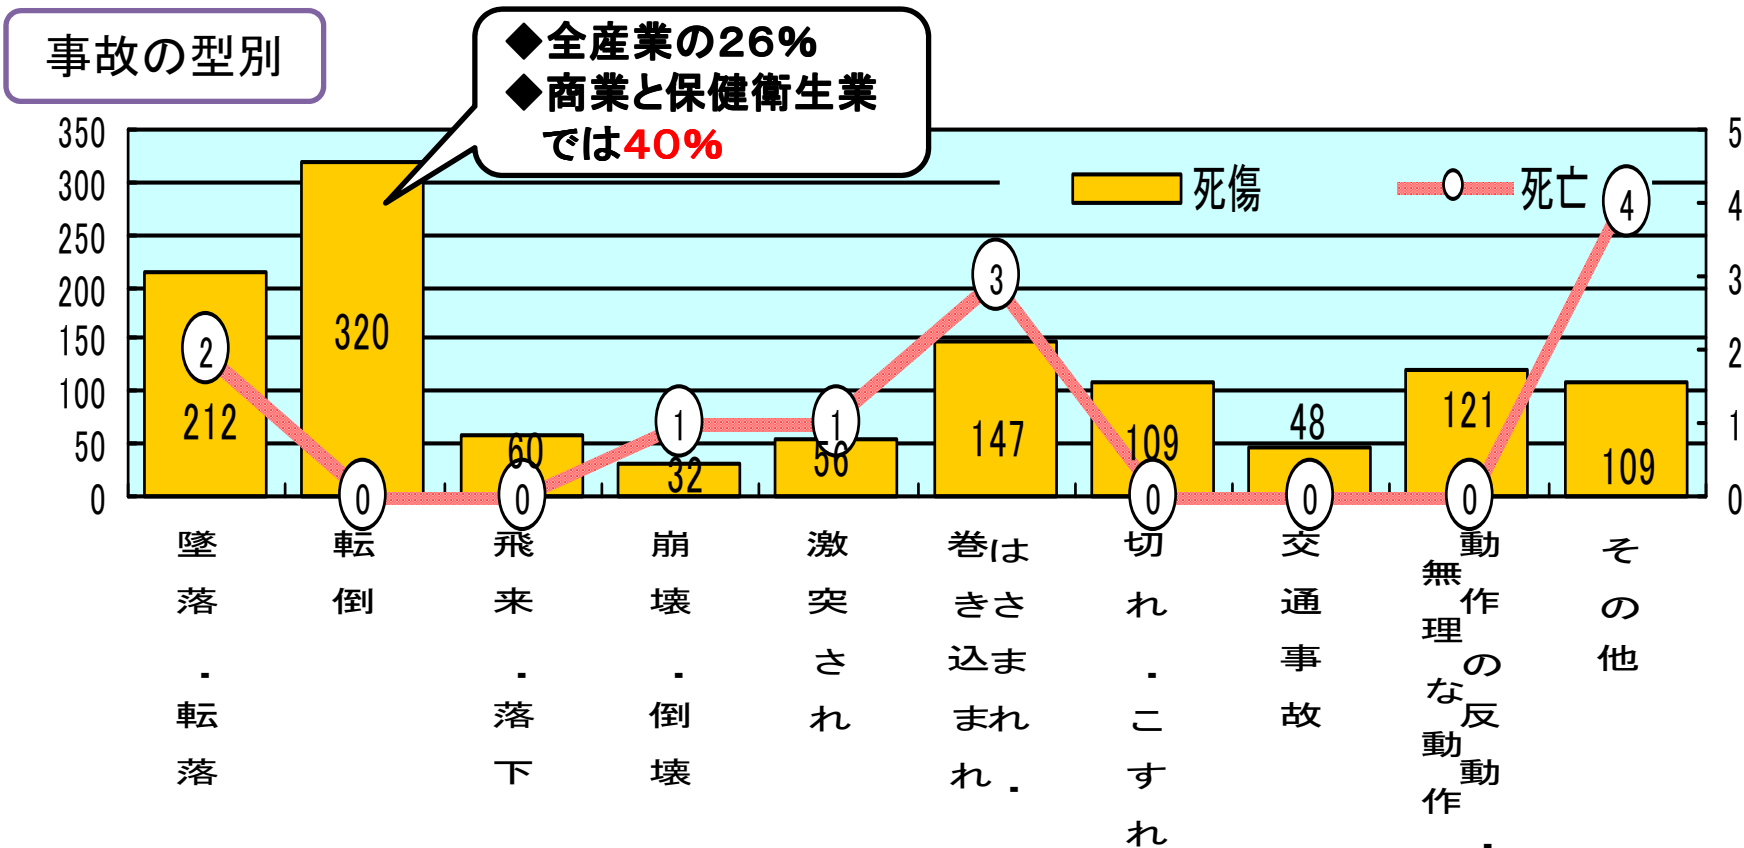 事故の型別
◆全産業の26%
◆商業と保健衛生業
では40%
350
300
250
200
150
100
50
0
5
4
3
2
1
0
死傷
死亡
212
320
60
32
56
147
109
48
121
109
2
0
0
1
1
3
0
0
0
4
墜落・転落
転倒
飛来・落下
崩壊・倒壊
激突され
はさまれ・
巻き込まれ
切れ・こすれ
交通事故
動作の反動・
無理な動作
その他